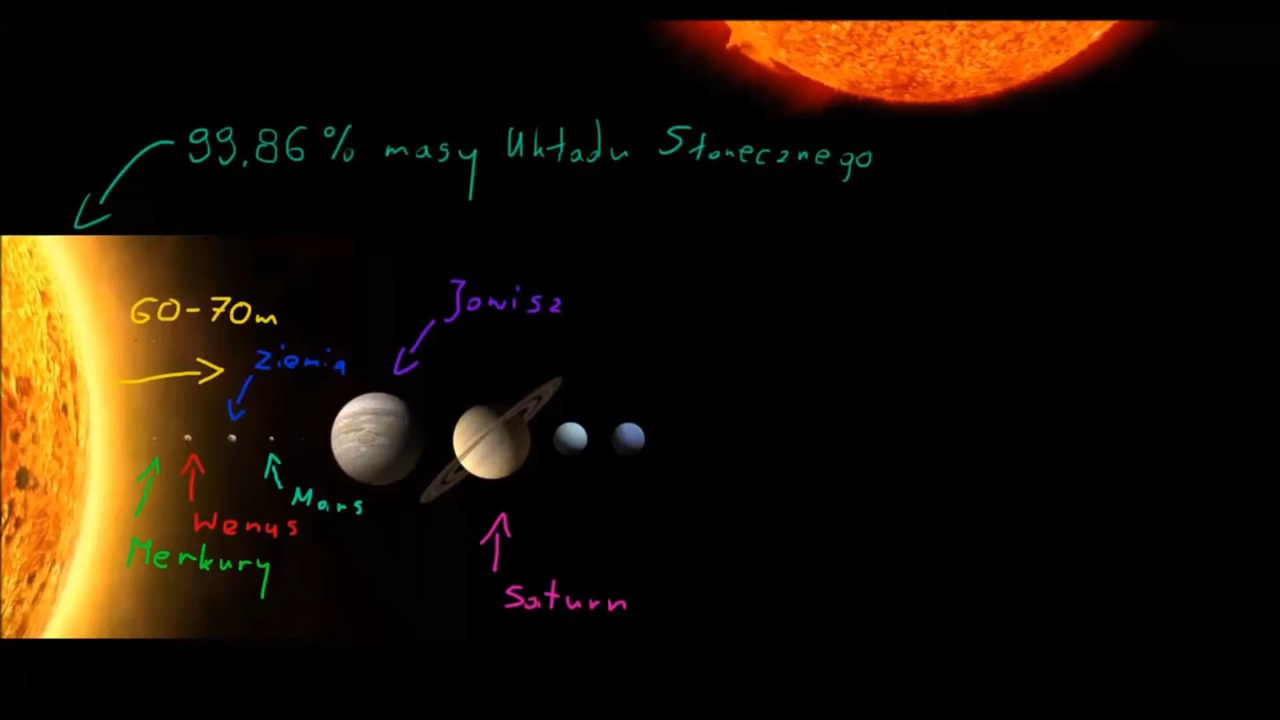 99,86% masy Układu Słonecznego
Jowisz
60-70m
Ziemia
Mars
Wenus
Merkury
Saturn